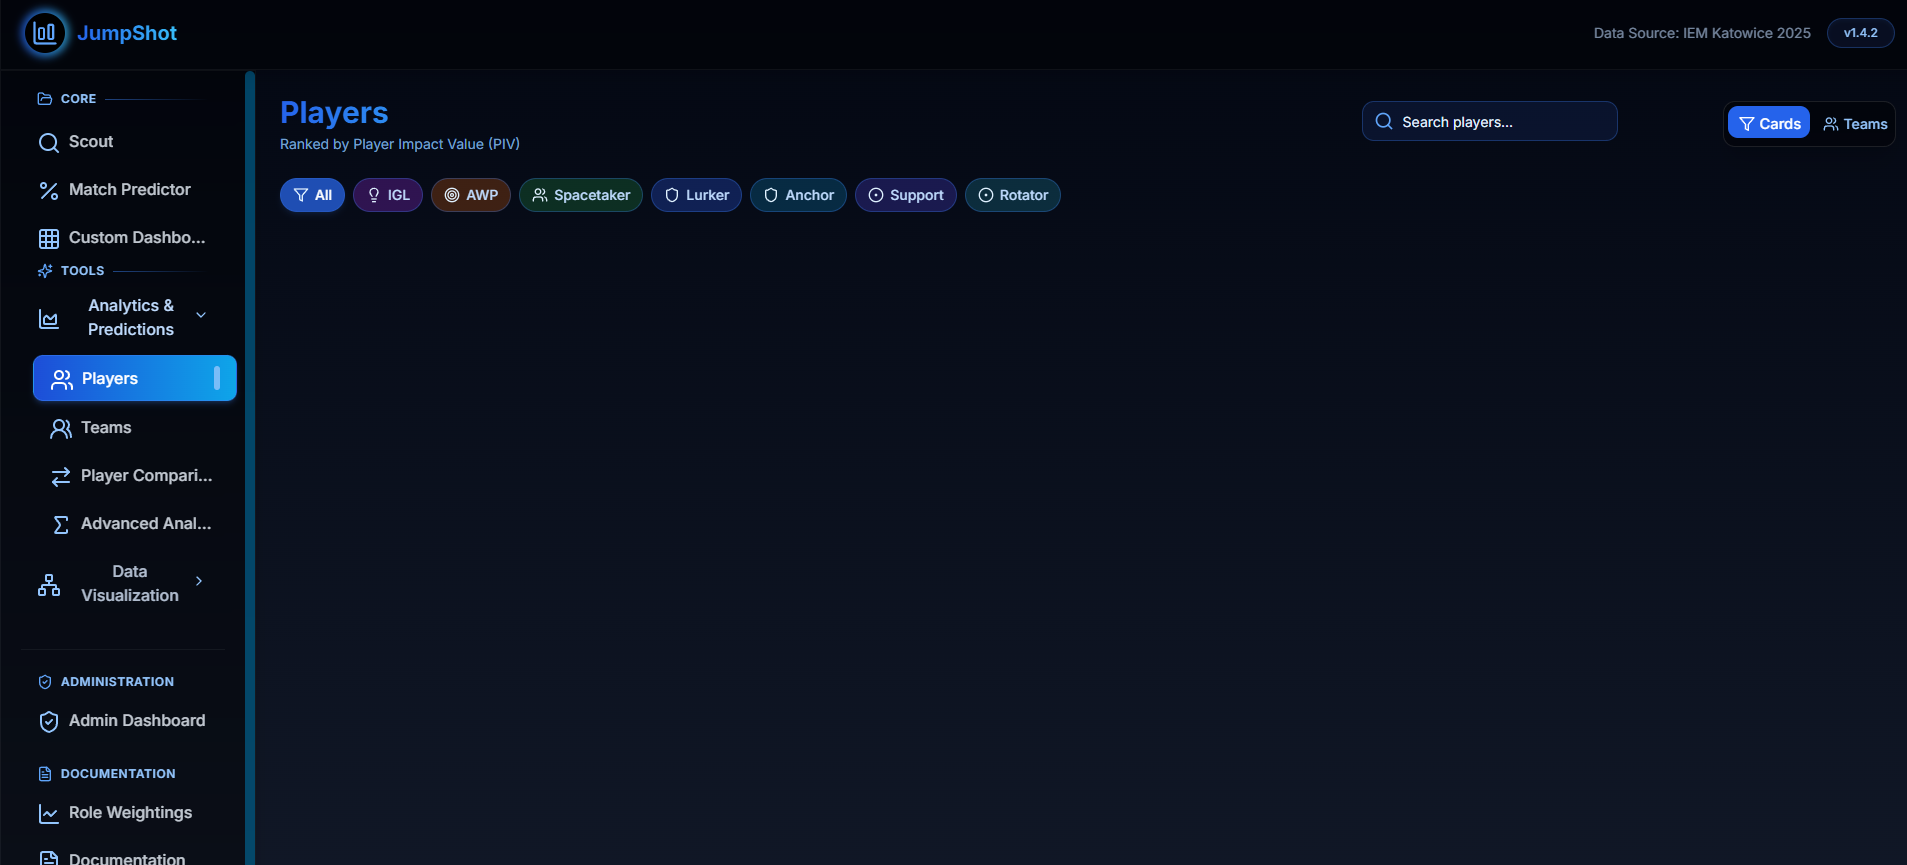 JumpShot
Data Source: IEM Katowice 2025
v1.4.2
CORE
Scout
Match Predictor
Custom Dashbo...
TOOLS
Analytics &
Predictions
Players
Teams
Player Compari...
Advanced Anal...
Data
Visualization
ADMINISTRATION
Admin Dashboard
DOCUMENTATION
Role Weightings
Documentation
Players
Ranked by Player Impact Value (PIV)
Search players...
Cards
Teams
All
IGL
AWP
Spacetaker
Lurker
Anchor
Support
Rotator